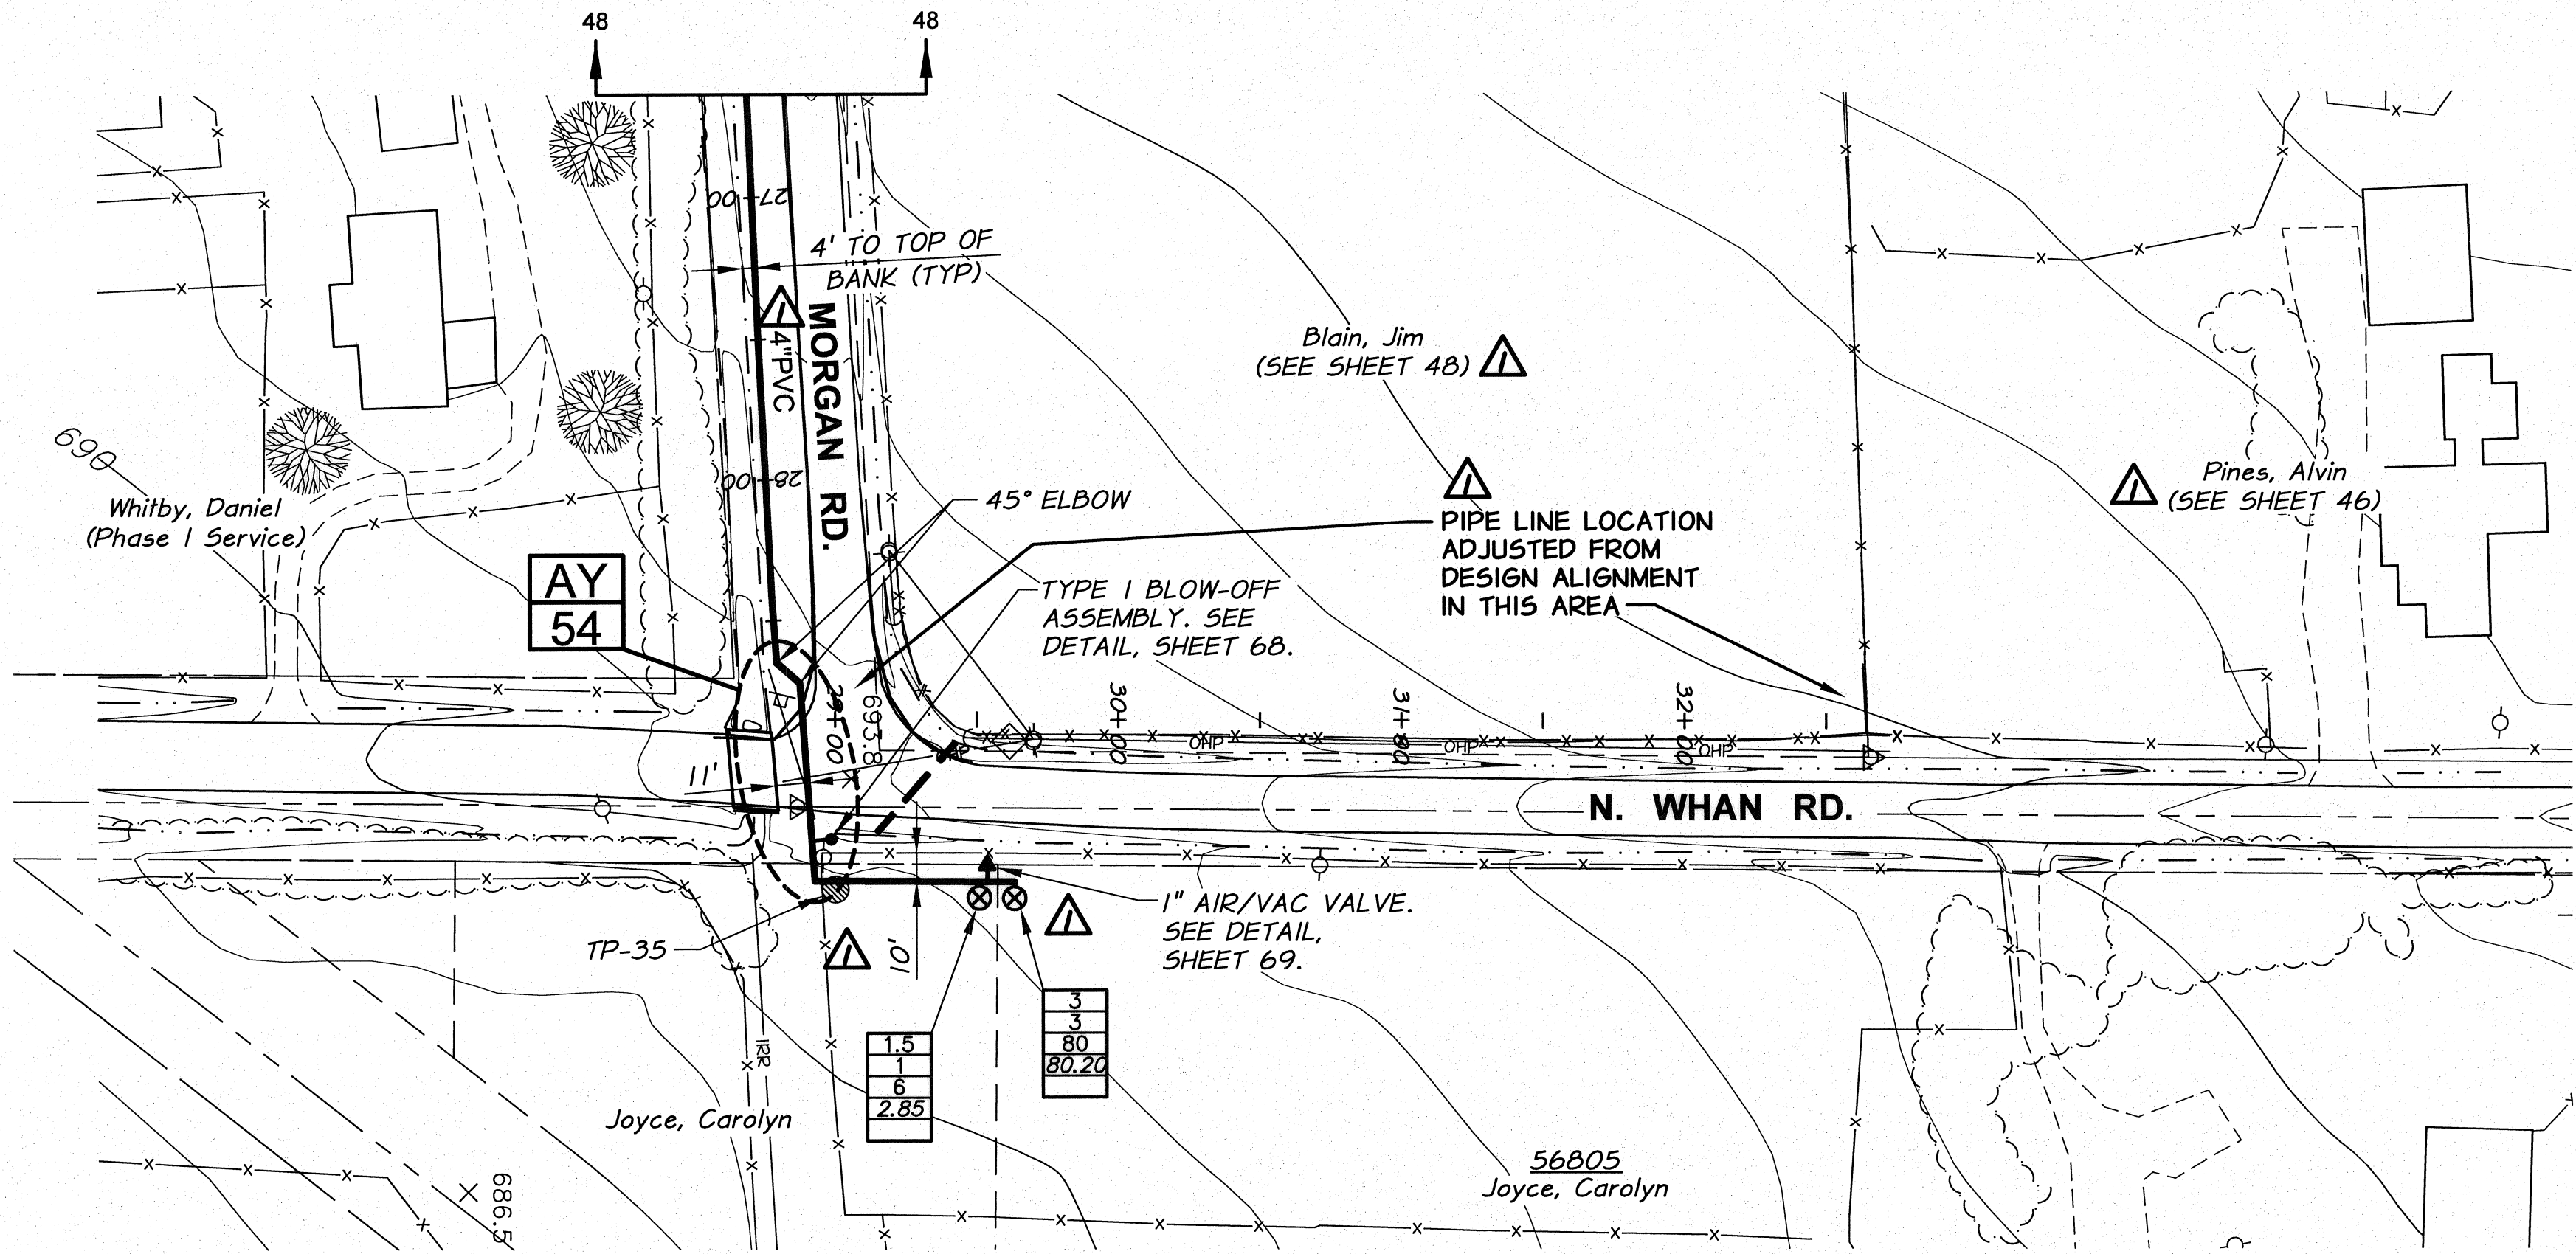 48
48
27+00
4' TO TOP OF
BANK (TYP)
4"PVC
MORGAN RD.
28+00
Blain, Jim
(SEE SHEET 48)
690
Whitby, Daniel
(Phase 1 Service)
45° ELBOW
PIPE LINE LOCATION
ADJUSTED FROM
DESIGN ALIGNMENT
IN THIS AREA
Pines, Alvin
(SEE SHEET 46)
AY
54
TYPE 1 BLOW-OFF
ASSEMBLY. SEE
DETAIL, SHEET 68.
29+00
693.8
30+00
31+00
32+00
OHP
OHP
OHP
11'
N. WHAN RD.
TP-35
10'
1" AIR/VAC VALVE.
SEE DETAIL,
SHEET 69.
3
3
80
80.20
1.5
1
6
2.85
IRR
Joyce, Carolyn
56805
Joyce, Carolyn
686.5